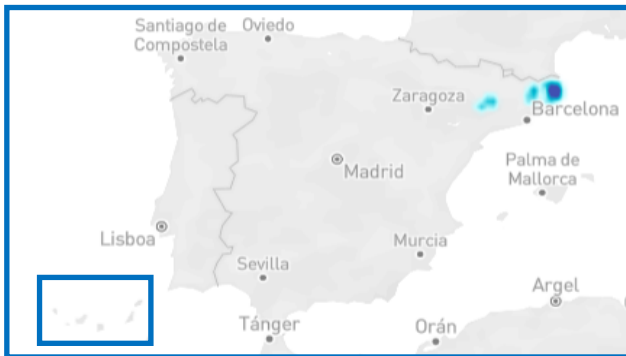 Santiago de
Compostela
Oviedo
Zaragoza
Barcelona
Madrid
Palma de
Mallorca
Lisboa
Murcia
Sevilla
Argel
Tánger
Orán